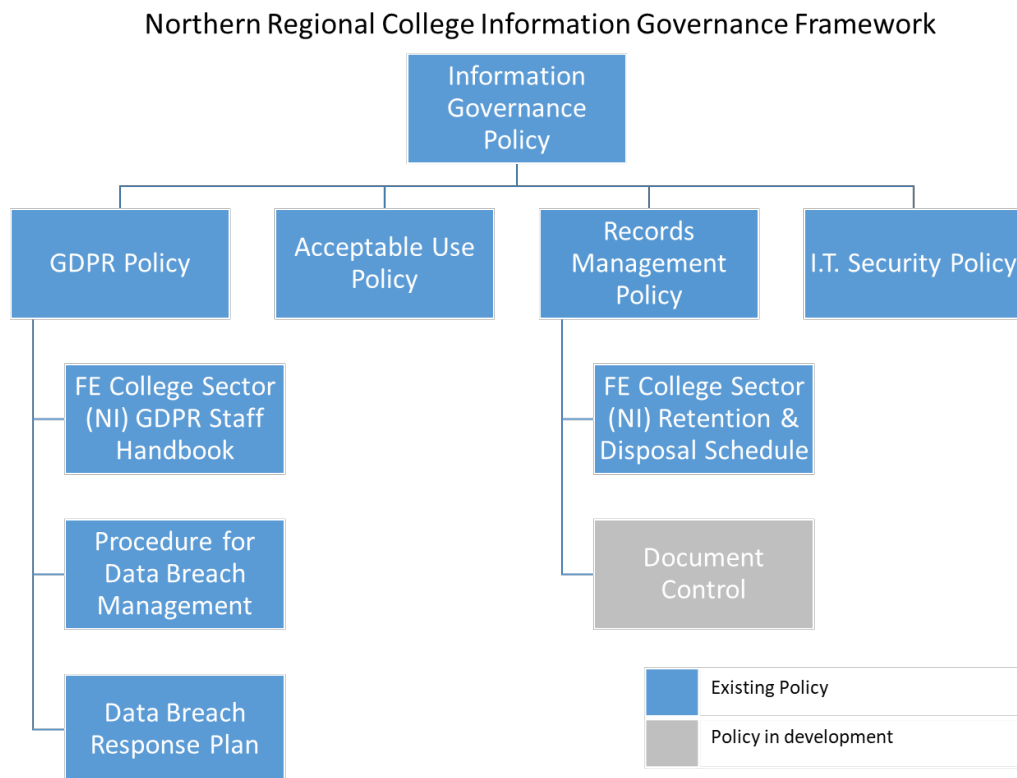 Northern Regional College Information Governance Framework
Information
Governance
Policy
GDPR Policy
Acceptable Use
Policy
Records
Management
Policy
I.T. Security Policy
FE College Sector
(NI) GDPR Staff
Handbook
Procedure for
Data Breach
Management
Data Breach
Response Plan
FE College Sector
(NI) Retention &
Disposal Schedule
Document
Control
Existing Policy
Policy in development